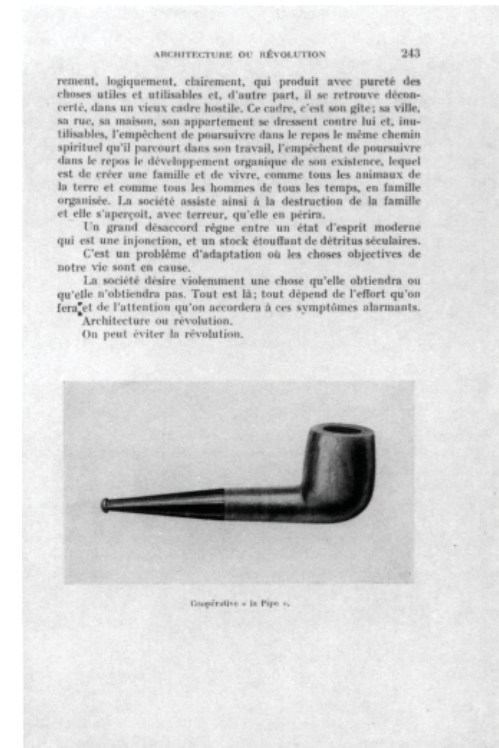 ARCHITECTURE OU RÉVOLUTION 243
rement, logiquement, clairement, qui produit avec pureté des
choses utiles et utilisables et, d'autre part, il se retrouve décon-
certé, dans un vieux cadre hostile. Ce cadre, c'est son gîte; sa ville,
sa rue, sa maison, son appartement se dressent contre lui et, inu-
tilisables, l'empêchent de poursuivre dans le repos le même chemin
spirituel qu'il parcourt dans son travail, l'empêchent de poursuivre
dans le repos le développement organique de son existence, lequel
est de créer une famille et de vivre, comme tous les animaux de
la terre et comme tous les hommes de tous les temps, en famille
organisée. La société assiste ainsi à la destruction de la famille
et elle s'aperçoit, avec terreur, qu'elle en périra.
Un grand désaccord règne entre un état d'esprit moderne
qui est une injonction, et un stock étouffant de détritus séculaires.
C'est un problème d'adaptation où les choses objectives de
notre vie sont en cause.
La société désire violemment une chose qu'elle obtiendra ou
qu'elle n'obtiendra pas. Tout est là; tout dépend de l'effort qu'on
fera et de l'attention qu'on accordera à ces symptômes alarmants.
Architecture ou révolution.
On peut éviter la révolution.
Coopérative « la Pipe ».